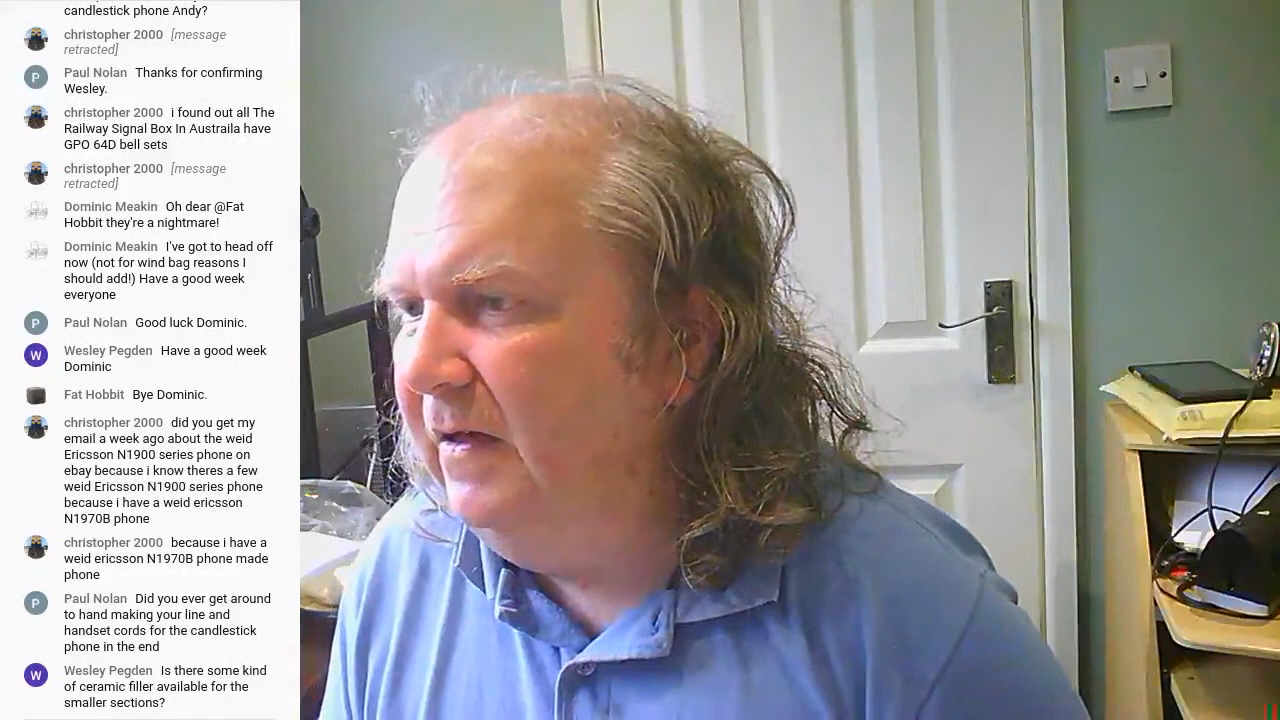 candlestick phone Andy?
christopher 2000 [message
retracted]
Paul Nolan Thanks for confirming
Wesley.
christopher 2000 i found out all The
Railway Signal Box In Austraila have
GPO 64D bell sets
christopher 2000 [message
retracted]
Dominic Meakin Oh dear @Fat
Hobbit they're a nightmare!
Dominic Meakin I've got to head off
now (not for wind bag reasons I
should add!) Have a good week
everyone
P
Paul Nolan Good luck Dominic.
W
Wesley Pegden Have a good week
Dominic
Fat Hobbit Bye Dominic.
christopher 2000 did you get my
email a week ago about the weid
Ericsson N1900 series phone on
ebay because i know theres a few
weid Ericsson N1900 series phone
because i have a weid ericsson
N1970B phone
christopher 2000 because i have a
weid ericsson N1970B phone made
phone
P
Paul Nolan Did you ever get around
to hand making your line and
handset cords for the candlestick
phone in the end
W
Wesley Pegden Is there some kind
of ceramic filler available for the
smaller sections?